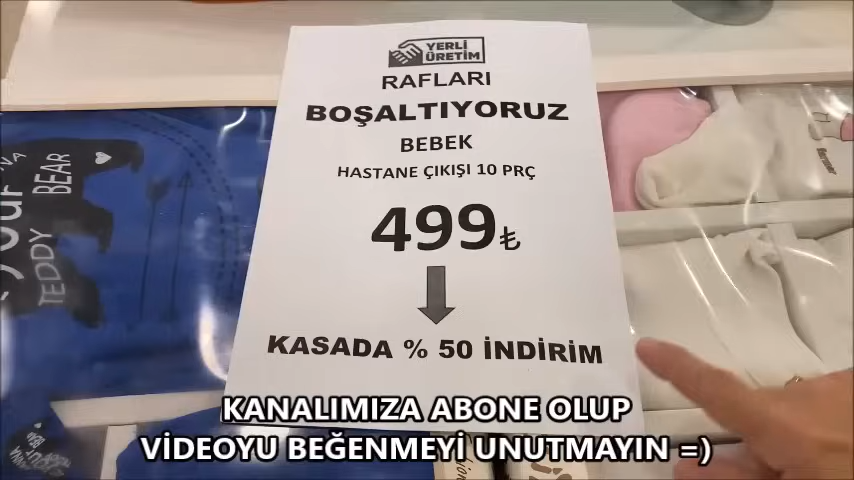 YERLİ
ÜRETİM
RAFLARI
BOŞALTIYORUZ
BEBEK
HASTANE ÇIKIŞI 10 PRÇ
499₺
KASADA % 50 İNDİRİM
TEDDY BEAR
KANALIMIZA ABONE OLUP
VİDEOYU BEĞENMEYİ UNUTMAYIN =)